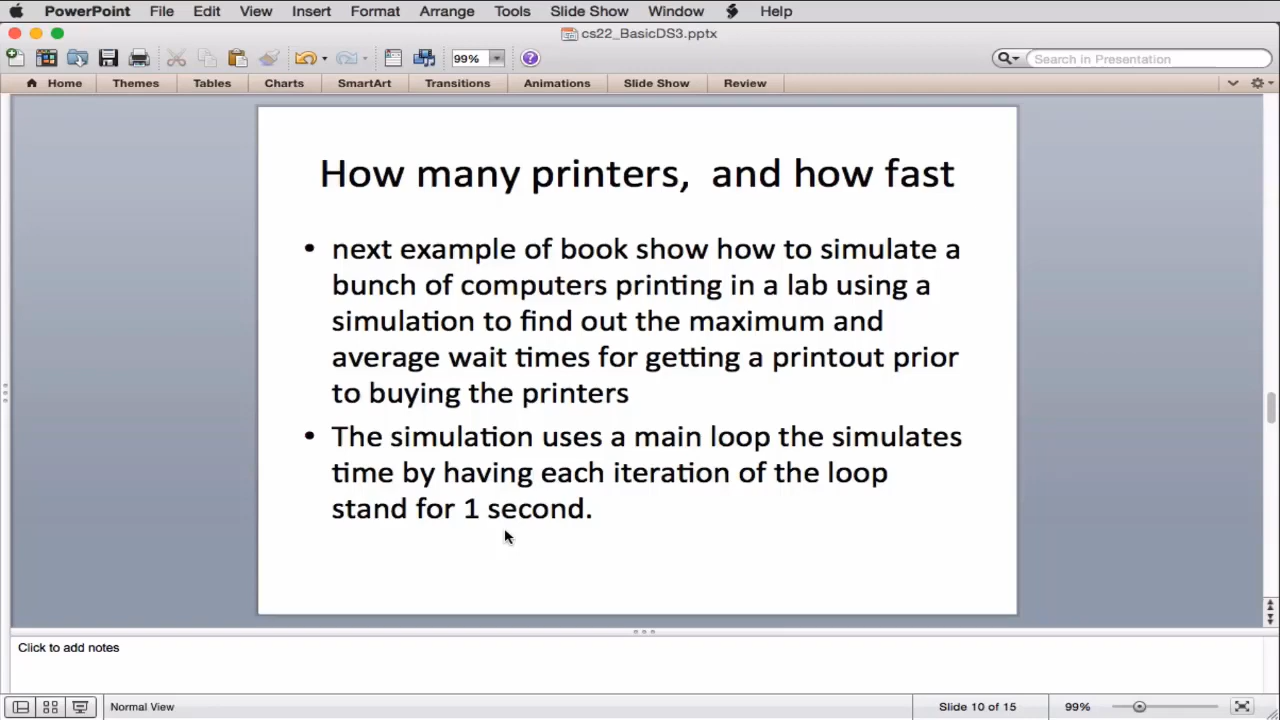 PowerPoint File Edit View Insert Format Arrange Tools Slide Show Window Help
cs22_BasicDS3.pptx
99% Search in Presentation
Home Themes Tables Charts SmartArt Transitions Animations Slide Show Review
How many printers,  and how fast
• next example of book show how to simulate a
bunch of computers printing in a lab using a
simulation to find out the maximum and
average wait times for getting a printout prior
to buying the printers
• The simulation uses a main loop the simulates
time by having each iteration of the loop
stand for 1 second.
Click to add notes
Normal View Slide 10 of 15 99%